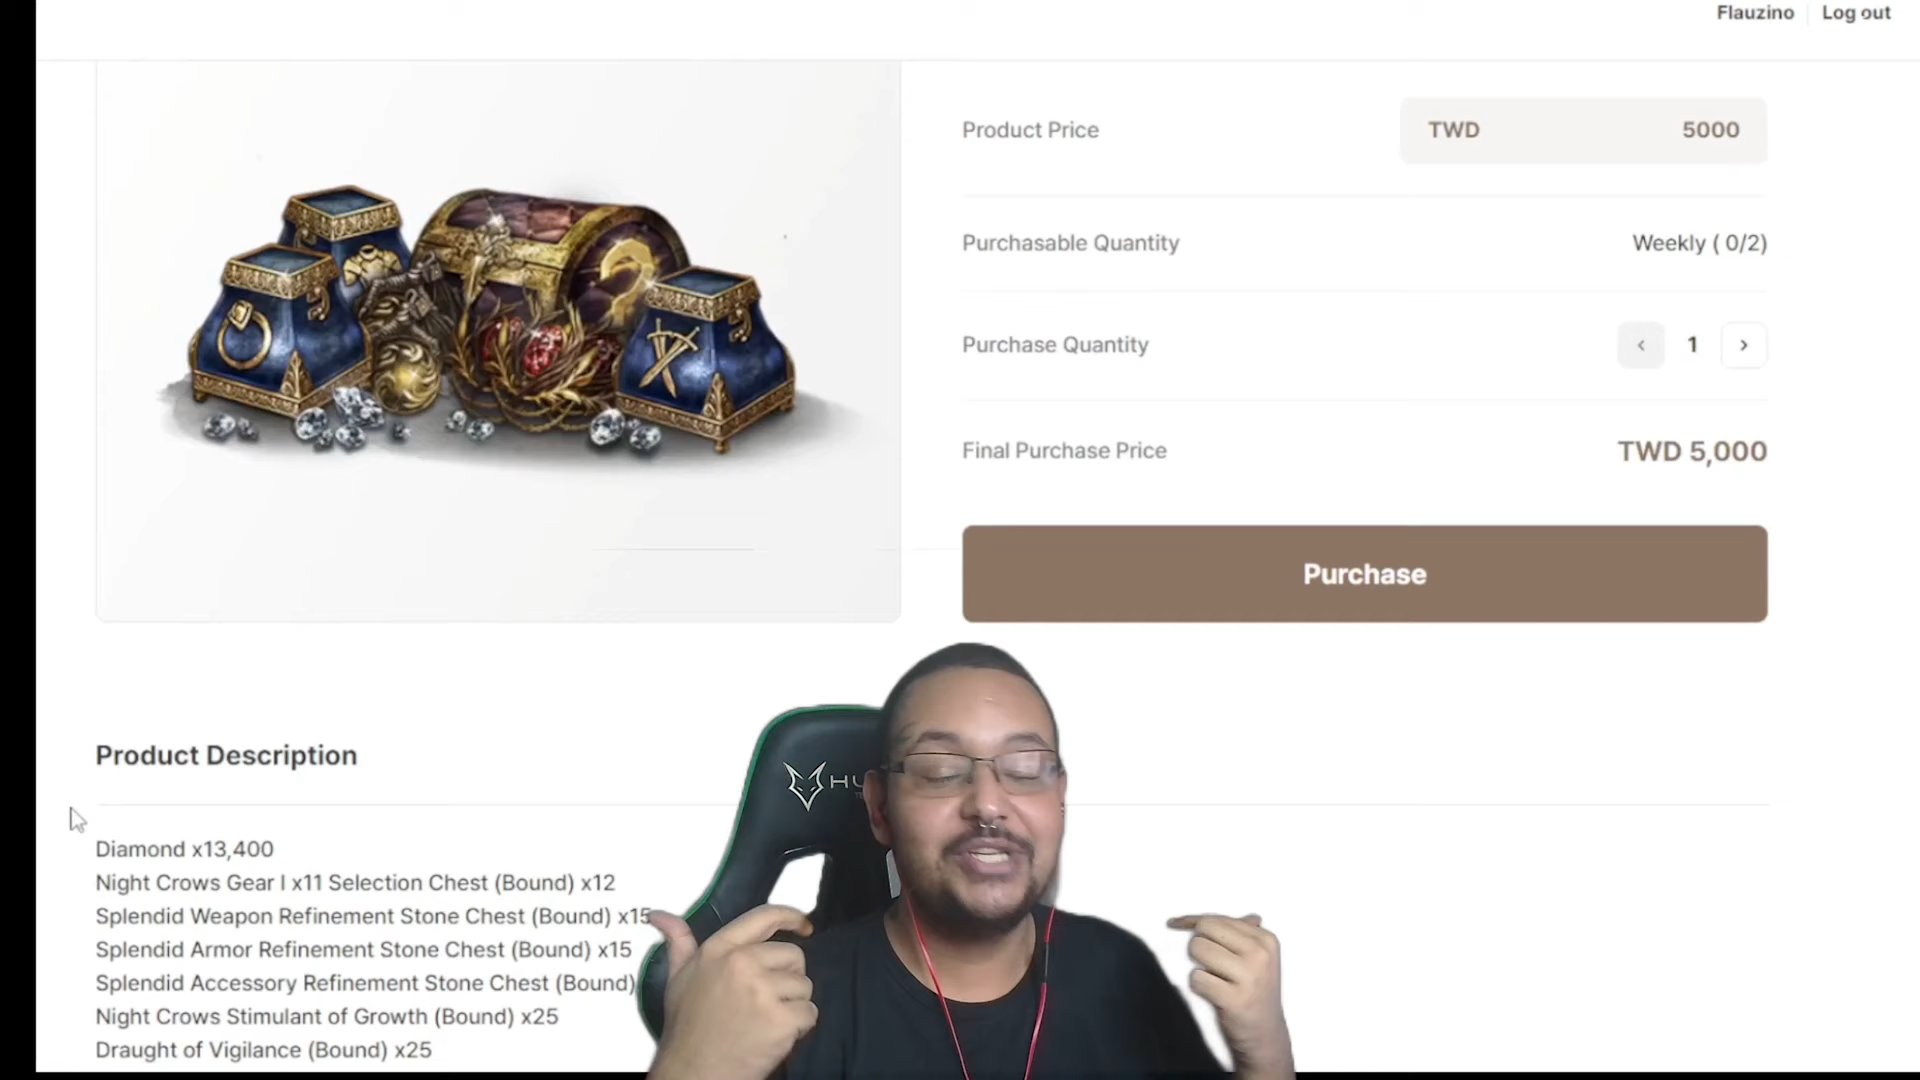 Flauzino Log out
Product Price TWD 5000
Purchasable Quantity Weekly ( 0/2)
Purchase Quantity < 1 >
Final Purchase Price TWD 5,000
Purchase
Product Description
Diamond x13,400
Night Crows Gear I x11 Selection Chest (Bound) x12
Splendid Weapon Refinement Stone Chest (Bound) x15
Splendid Armor Refinement Stone Chest (Bound) x15
Splendid Accessory Refinement Stone Chest (Bound)
Night Crows Stimulant of Growth (Bound) x25
Draught of Vigilance (Bound) x25